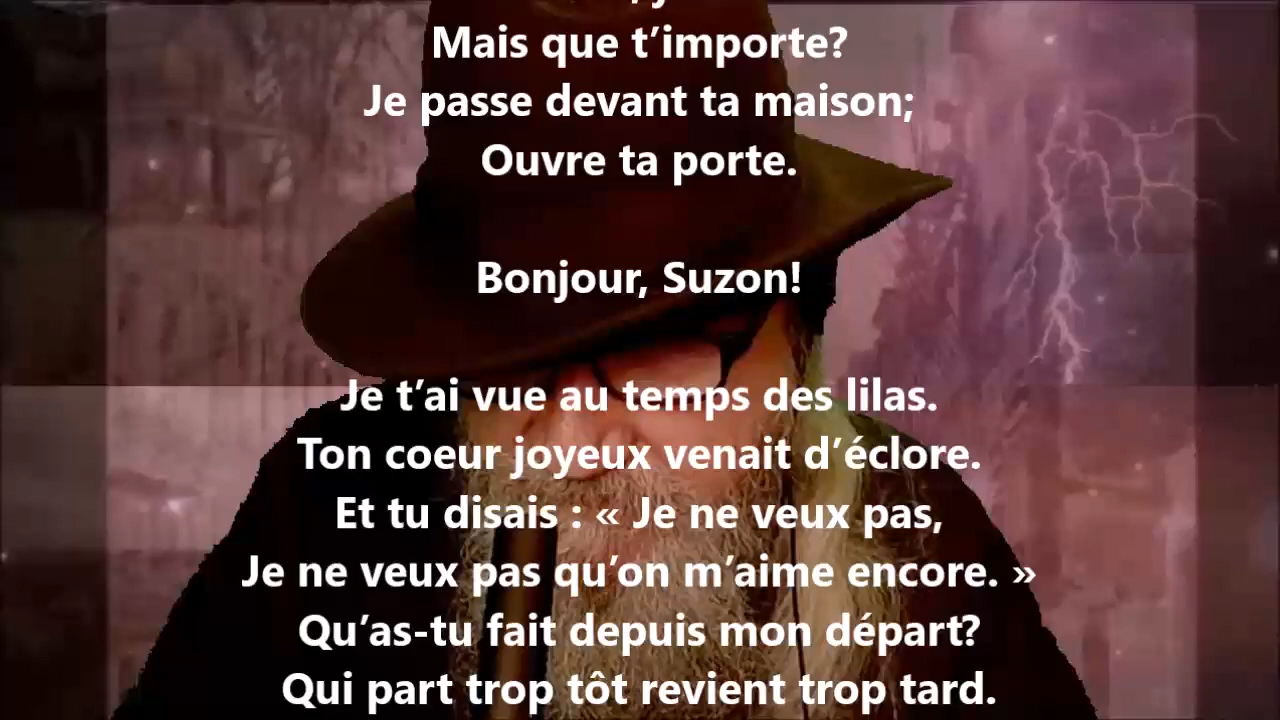 Mais que t’importe?
Je passe devant ta maison;
Ouvre ta porte.
Bonjour, Suzon!
Je t’ai vue au temps des lilas.
Ton coeur joyeux venait d’éclore.
Et tu disais : « Je ne veux pas,
Je ne veux pas qu’on m’aime encore. »
Qu’as-tu fait depuis mon départ?
Qui part trop tôt revient trop tard.